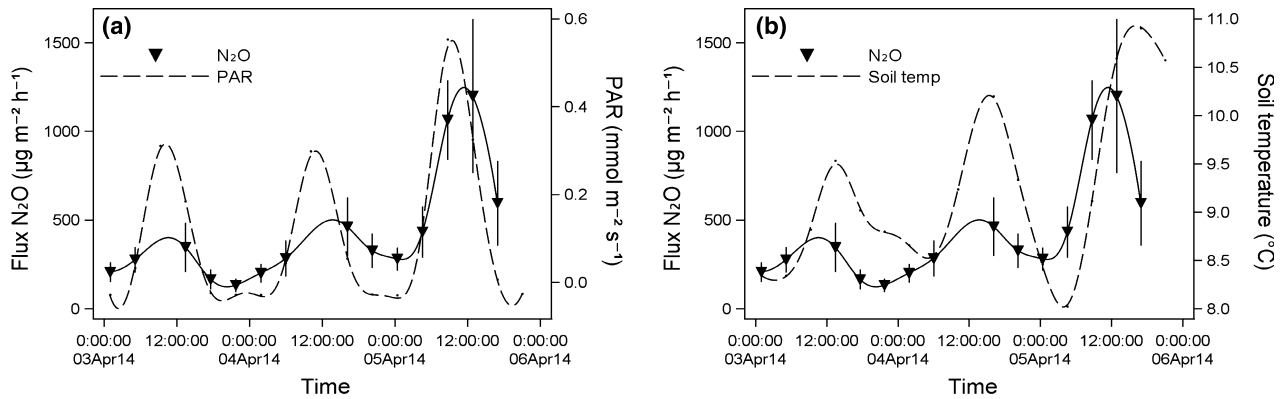 (a)
N₂O
PAR
Flux N₂O (µg m⁻² h⁻¹)
1500
1000
500
0
PAR (mmol m⁻² s⁻¹)
0.6
0.4
0.2
0.0
0:00:00 12:00:00 0:00:00 12:00:00 0:00:00 12:00:00 0:00:00
03Apr14 04Apr14 05Apr14 06Apr14
Time
(b)
N₂O
Soil temp
Flux N₂O (µg m⁻² h⁻¹)
1500
1000
500
0
Soil temperature (°C)
11.0
10.5
10.0
9.5
9.0
8.5
8.0
0:00:00 12:00:00 0:00:00 12:00:00 0:00:00 12:00:00 0:00:00
03Apr14 04Apr14 05Apr14 06Apr14
Time